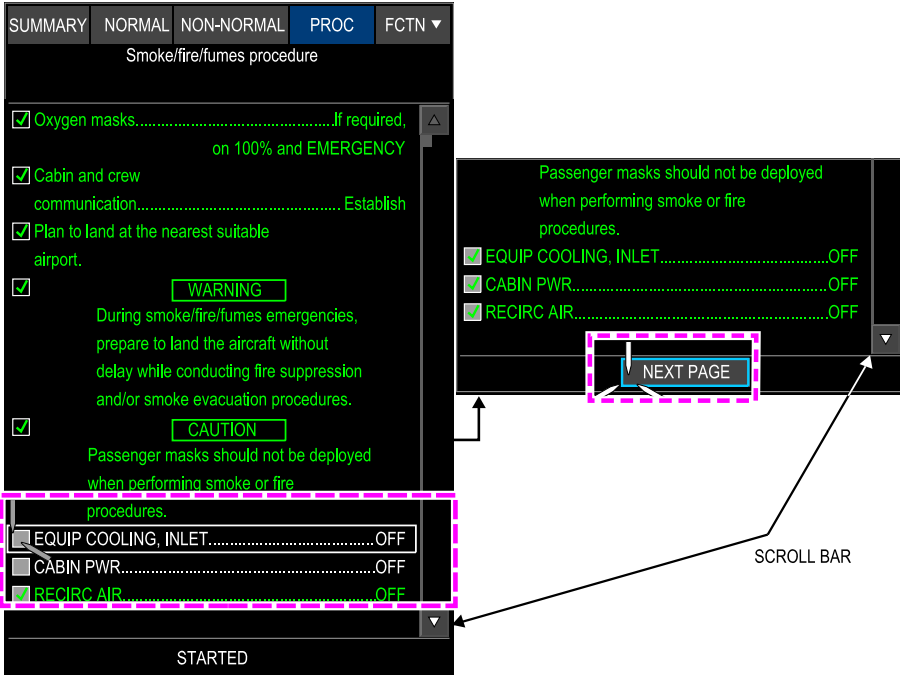 SUMMARY NORMAL NON-NORMAL PROC FCTN
Smoke/fire/fumes procedure
Oxygen masks..........................................If required,
on 100% and EMERGENCY
Cabin and crew
communication.......................................... Establish
Plan to land at the nearest suitable
airport.
WARNING
During smoke/fire/fumes emergencies,
prepare to land the aircraft without
delay while conducting fire suppression
and/or smoke evacuation procedures.
CAUTION
Passenger masks should not be deployed
when performing smoke or fire
procedures.
EQUIP COOLING, INLET...................................OFF
CABIN PWR.....................................................OFF
RECIRC AIR.....................................................OFF
STARTED
Passenger masks should not be deployed
when performing smoke or fire
procedures.
EQUIP COOLING, INLET...................................OFF
CABIN PWR.....................................................OFF
RECIRC AIR.....................................................OFF
NEXT PAGE
SCROLL BAR